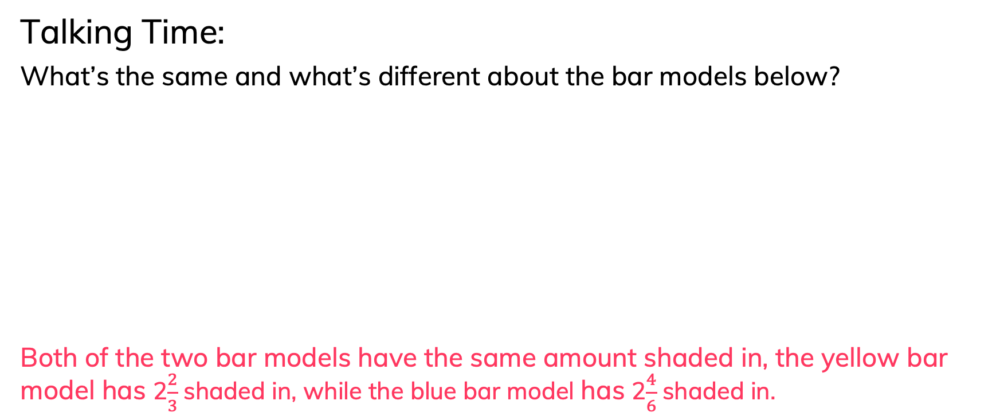 Talking Time:
What’s the same and what’s different about the bar models below?
Both of the two bar models have the same amount shaded in, the yellow bar
model has 2 2/3 shaded in, while the blue bar model has 2 4/6 shaded in.